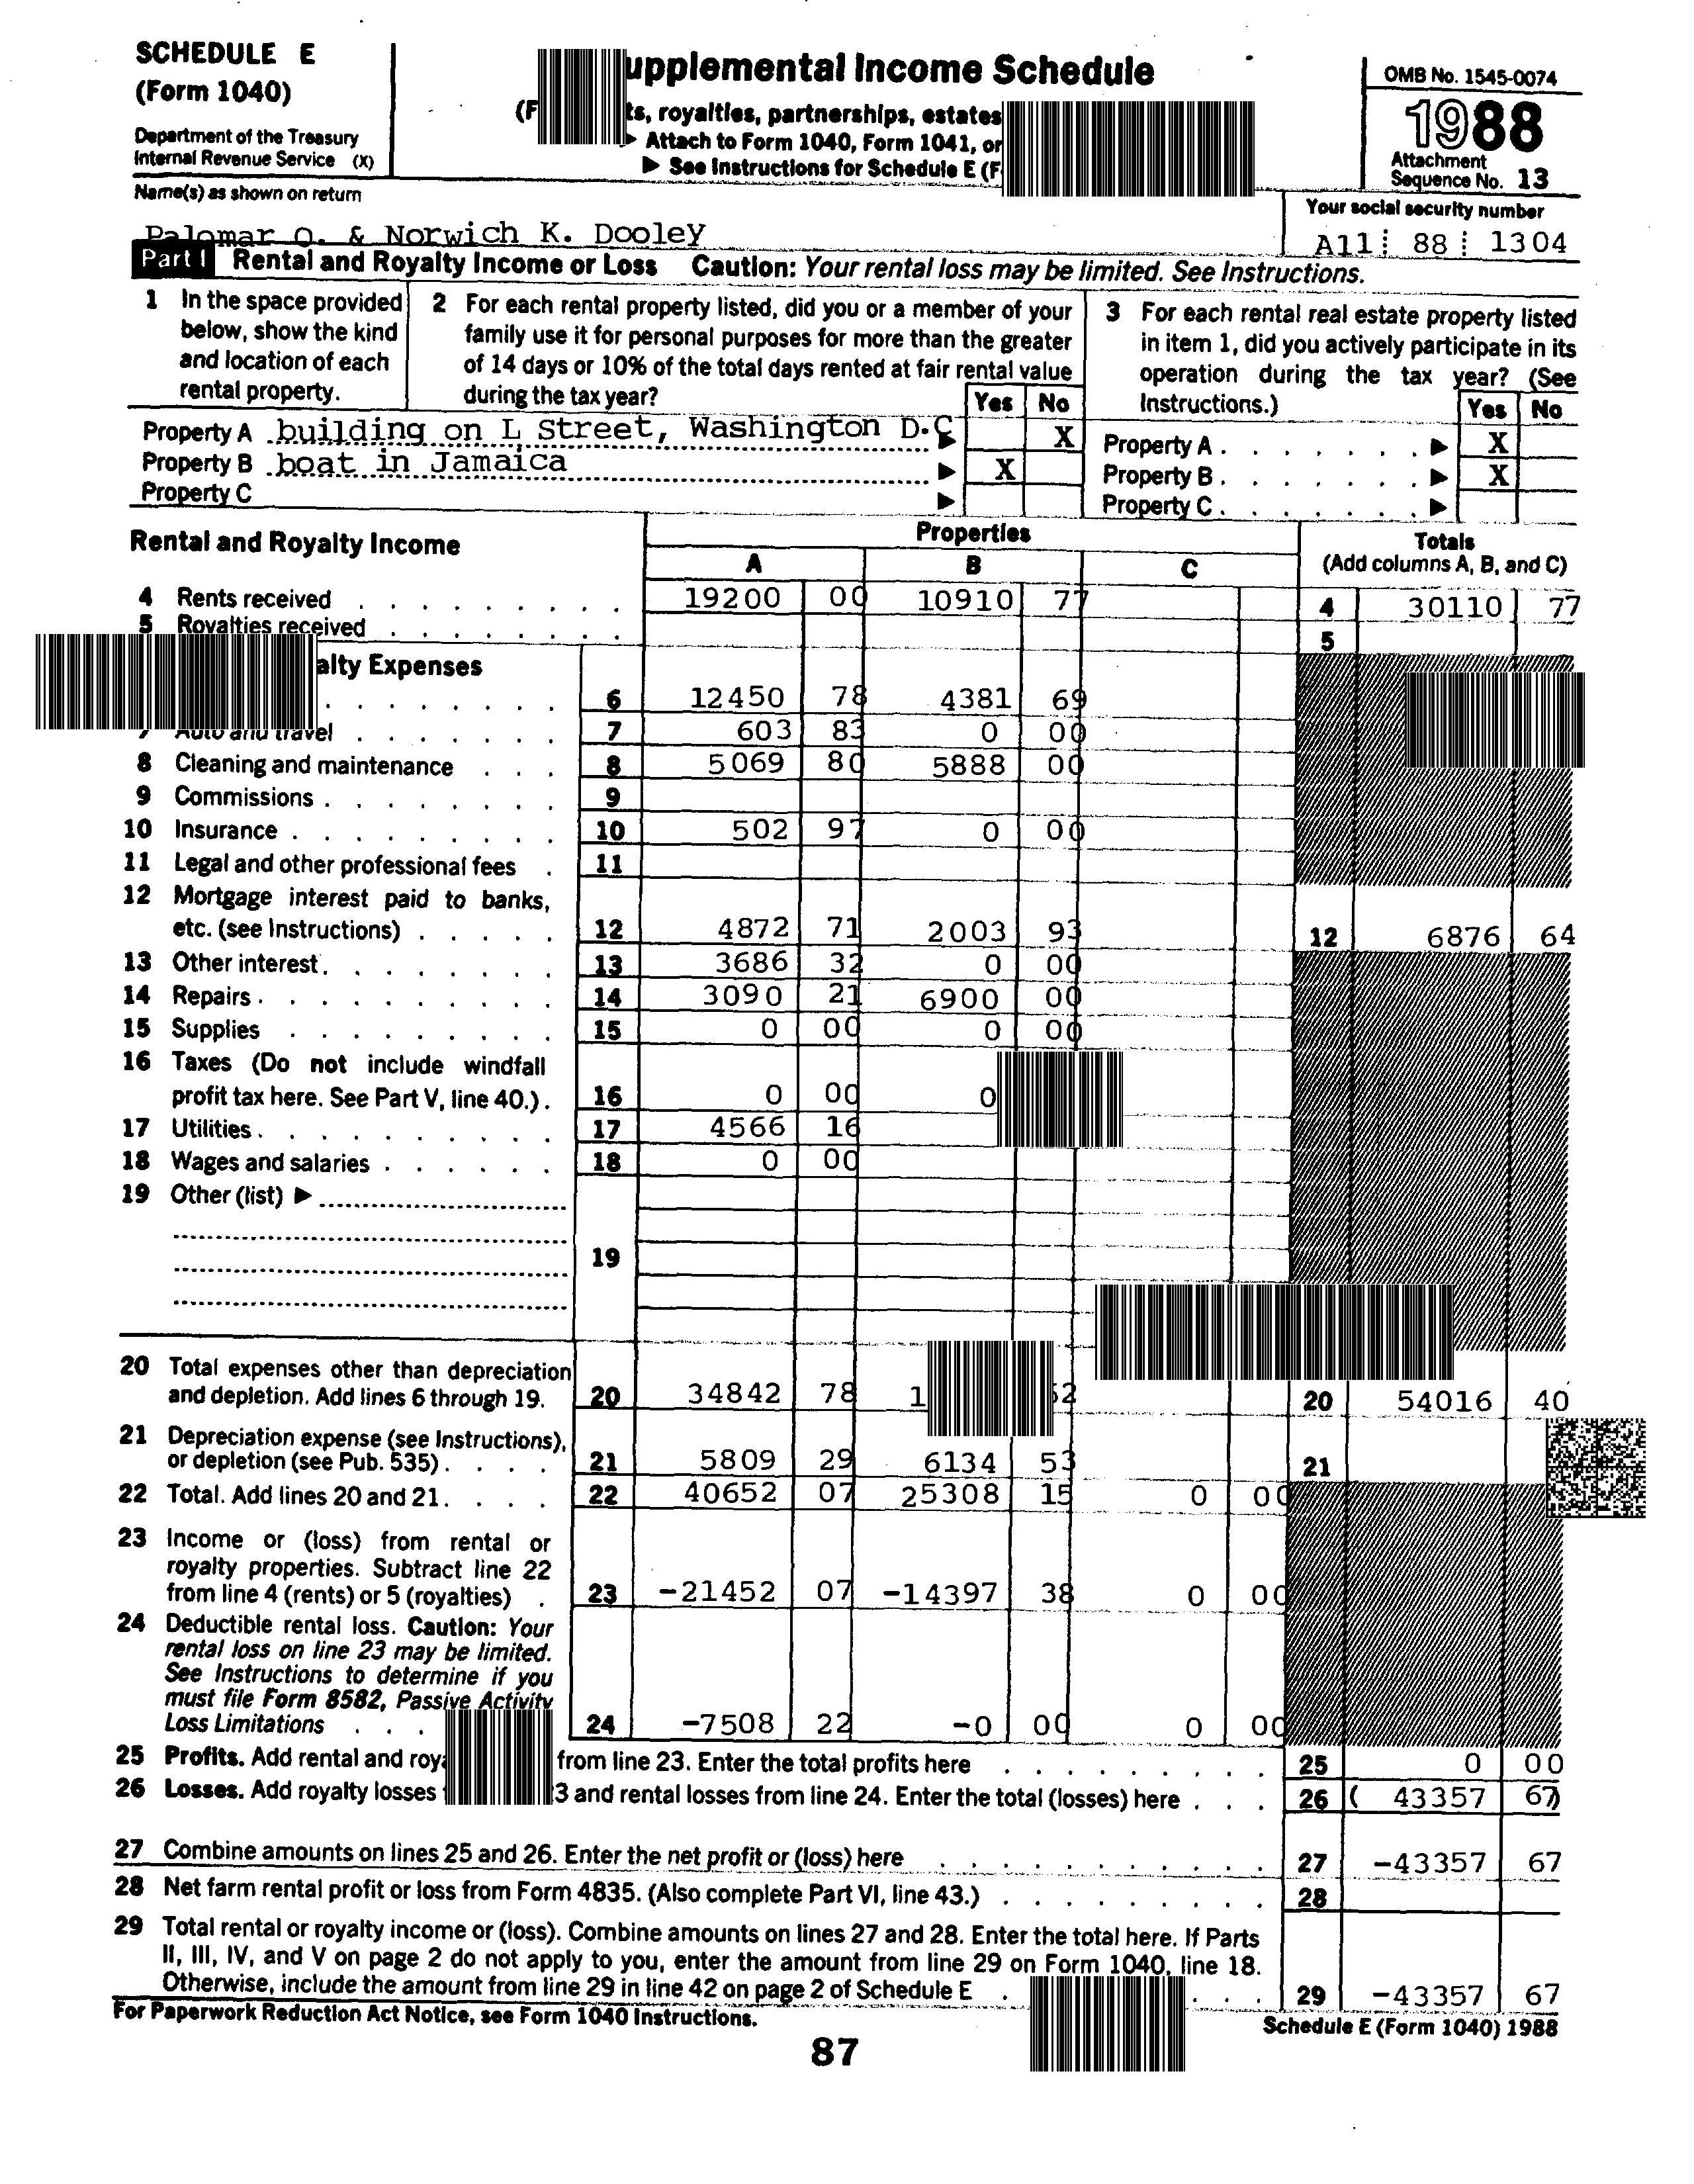 SCHEDULE E
(Form 1040)
Department of the Treasury
Internal Revenue Service (X)
upplemental Income Schedule
ts, royalties, partnerships, estates
▶ Attach to Form 1040, Form 1041, or
▶ See Instructions for Schedule E
OMB No. 1545-0074
1988
Attachment
Sequence No. 13
Name(s) as shown on return
Palomar O. & Norwich K. Dooley
Your social security number
A11 88 1304
Part I Rental and Royalty Income or Loss Caution: Your rental loss may be limited. See Instructions.
1 In the space provided
below, show the kind
and location of each
rental property.
2 For each rental property listed, did you or a member of your
family use it for personal purposes for more than the greater
of 14 days or 10% of the total days rented at fair rental value
during the tax year?
Yes No
3 For each rental real estate property listed
in item 1, did you actively participate in its
operation during the tax year? (See
Instructions.)
Yes No
Property A building on L Street, Washington D.C ▶ X
Property B boat in Jamaica ▶ X
Property C ▶
Property A . . . . . . . ▶ X
Property B . . . . . . . ▶ X
Property C . . . . . . . ▶
Rental and Royalty Income
Properties
A B C
Totals
(Add columns A, B, and C)
4 Rents received . . . . . . . . . 19200 00 10910 77 4 30110 77
5 Royalties received . . . . . . . . 5
alty Expenses
6 12450 78 4381 69
7 Auto and travel . . . . . . . 7 603 83 0 00
8 Cleaning and maintenance . . . 8 5069 80 5888 00
9 Commissions . . . . . . . . 9
10 Insurance . . . . . . . . . 10 502 97 0 00
11 Legal and other professional fees . 11
12 Mortgage interest paid to banks,
etc. (see Instructions) . . . . . 12 4872 71 2003 93 12 6876 64
13 Other interest . . . . . . . . 13 3686 32 0 00
14 Repairs . . . . . . . . . . 14 3090 21 6900 00
15 Supplies . . . . . . . . . 15 0 00 0 00
16 Taxes (Do not include windfall
profit tax here. See Part V, line 40.) . 16 0 00 0
17 Utilities . . . . . . . . . . 17 4566 16
18 Wages and salaries . . . . . . 18 0 00
19 Other (list) ▶
19
20 Total expenses other than depreciation
and depletion. Add lines 6 through 19. 20 34842 78 20 54016 40
21 Depreciation expense (see Instructions),
or depletion (see Pub. 535) . . . . 21 5809 29 6134 53 21
22 Total. Add lines 20 and 21 . . . . 22 40652 07 25308 15 0 00
23 Income or (loss) from rental or
royalty properties. Subtract line 22
from line 4 (rents) or 5 (royalties) . 23 -21452 07 -14397 38 0 00
24 Deductible rental loss. Caution: Your
rental loss on line 23 may be limited.
See Instructions to determine if you
must file Form 8582, Passive Activity
Loss Limitations . . . 24 -7508 22 -0 00 0 00
25 Profits. Add rental and from line 23. Enter the total profits here . . . . . . . . . 25 0 00
26 Losses. Add royalty losses 3 and rental losses from line 24. Enter the total (losses) here . . . 26 ( 43357 67)
27 Combine amounts on lines 25 and 26. Enter the net profit or (loss) here . . . . . . . . . . . 27 -43357 67
28 Net farm rental profit or loss from Form 4835. (Also complete Part VI, line 43.) . . . . . . . . . 28
29 Total rental or royalty income or (loss). Combine amounts on lines 27 and 28. Enter the total here. If Parts
II, III, IV, and V on page 2 do not apply to you, enter the amount from line 29 on Form 1040, line 18.
Otherwise, include the amount from line 29 in line 42 on page 2 of Schedule E . . . . 29 -43357 67
For Paperwork Reduction Act Notice, see Form 1040 Instructions.
Schedule E (Form 1040) 1988
87